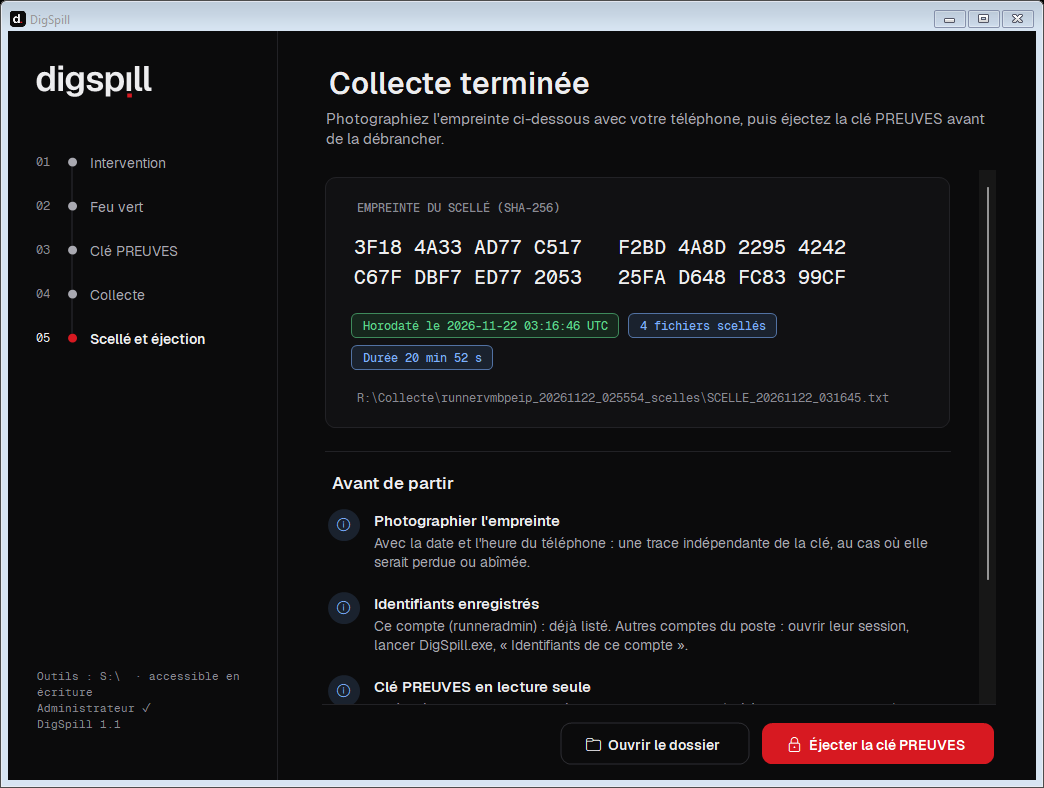 d. DigSpill
digspill
01 Intervention
02 Feu vert
03 Clé PREUVES
04 Collecte
05 Scellé et éjection
Outils : S:\ · accessible en
écriture
Administrateur ✓
DigSpill 1.1
Collecte terminée
Photographiez l'empreinte ci-dessous avec votre téléphone, puis éjectez la clé PREUVES avant
de la débrancher.
EMPREINTE DU SCELLÉ (SHA-256)
3F18 4A33 AD77 C517 F2BD 4A8D 2295 4242
C67F DBF7 ED77 2053 25FA D648 FC83 99CF
Horodaté le 2026-11-22 03:16:46 UTC 4 fichiers scellés
Durée 20 min 52 s
R:\Collecte\runnervmbpeip_20261122_025554_scelles\SCELLE_20261122_031645.txt
Avant de partir
Photographier l'empreinte
Avec la date et l'heure du téléphone : une trace indépendante de la clé, au cas où elle
serait perdue ou abîmée.
Identifiants enregistrés
Ce compte (runneradmin) : déjà listé. Autres comptes du poste : ouvrir leur session,
lancer DigSpill.exe, « Identifiants de ce compte ».
Clé PREUVES en lecture seule
Ouvrir le dossier
Éjecter la clé PREUVES